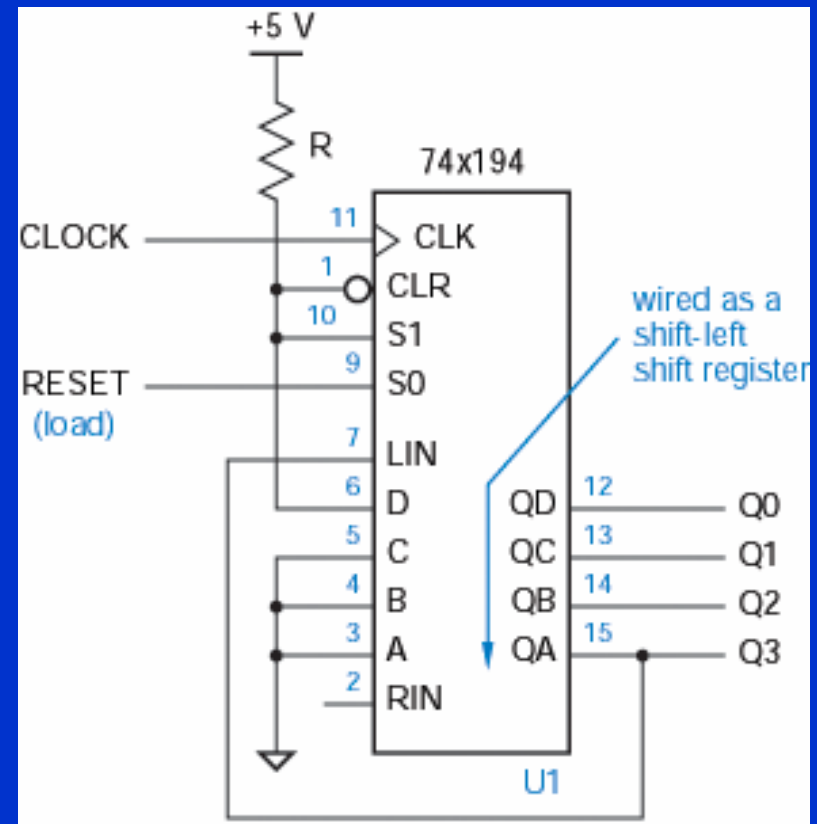 +5 V
R
74x194
CLOCK
11
CLK
1
CLR
10
S1
RESET
(load)
9
S0
wired as a
shift-left
shift register
7
LIN
6
D
QD
12
Q0
5
C
QC
13
Q1
4
B
QB
14
Q2
3
A
QA
15
Q3
2
RIN
U1